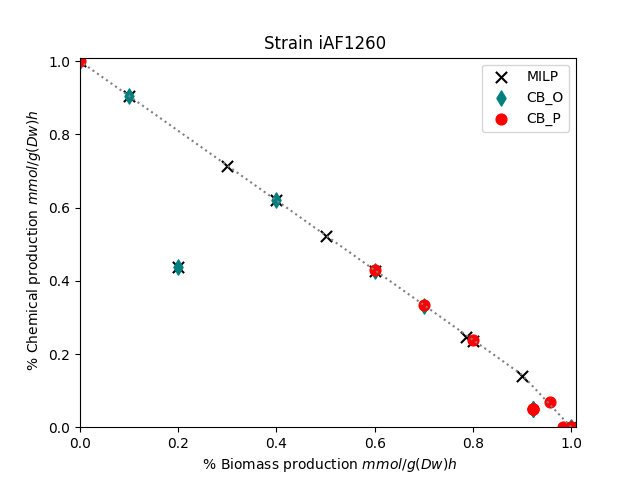 Strain iAF1260
MILP
CB_O
CB_P
% Chemical production mmol/g(Dw)h
1.0
0.8
0.6
0.4
0.2
0.0
0.0 0.2 0.4 0.6 0.8 1.0
% Biomass production mmol/g(Dw)h